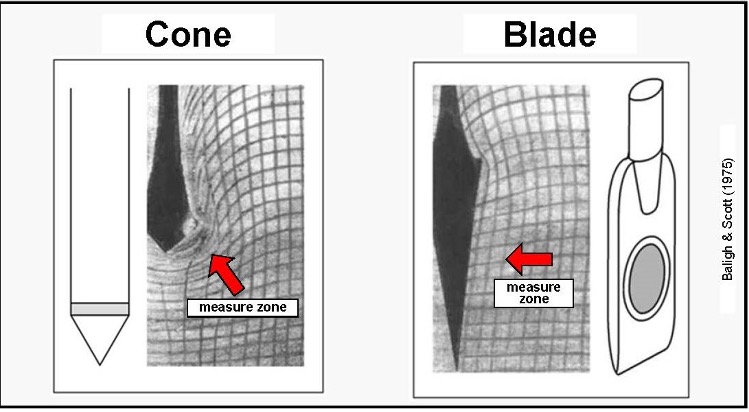 Cone
Blade
measure zone
measure
zone
Baligh & Scott (1975)